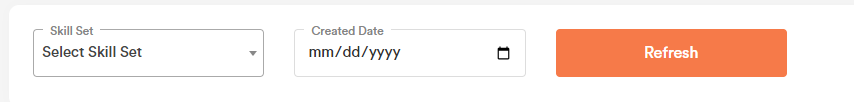 Skill Set
Created Date
Select Skill Set
mm/dd/yyyy
Refresh